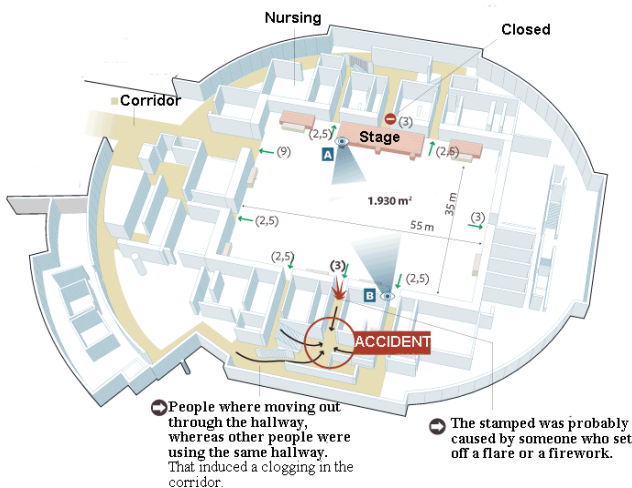 Nursing
Closed
Corridor
(3)
Stage
(2,5)
(2,5)
A
(9)
1.930 m²
35 m
(3)
(2,5)
55 m
(2,5)
(3)
(2,5)
B
ACCIDENT
People where moving out
through the hallway,
whereas other people were
using the same hallway.
That induced a clogging in the
corridor.
The stamped was probably
caused by someone who set
off a flare or a firework.